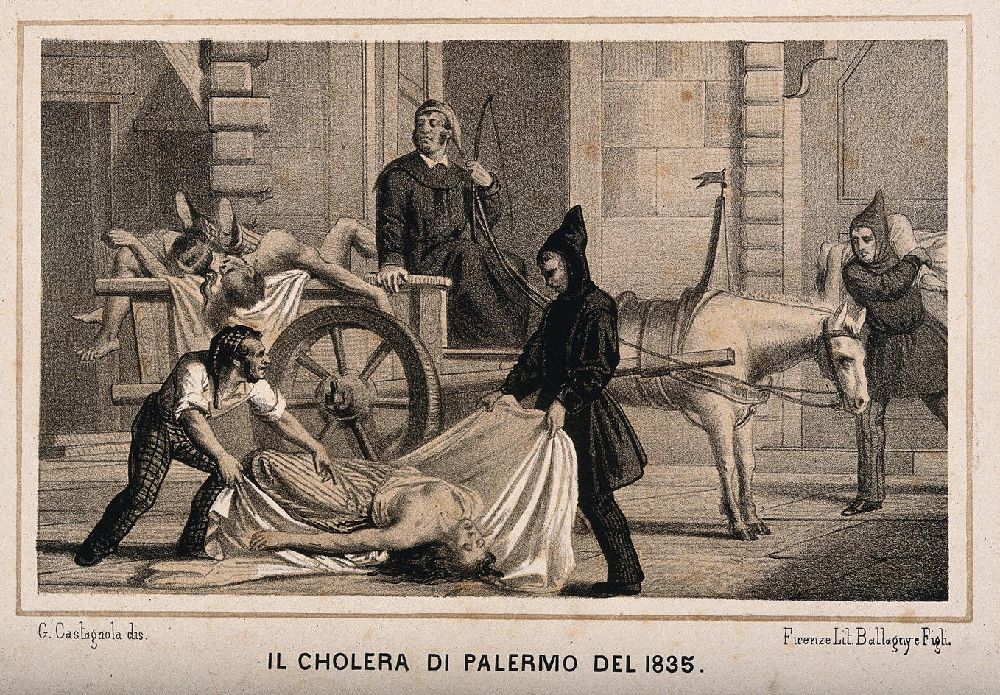 G. Castagnola dis.
Firenze Lit. Ballagny e Figli.
IL CHOLERA DI PALERMO DEL 1835.